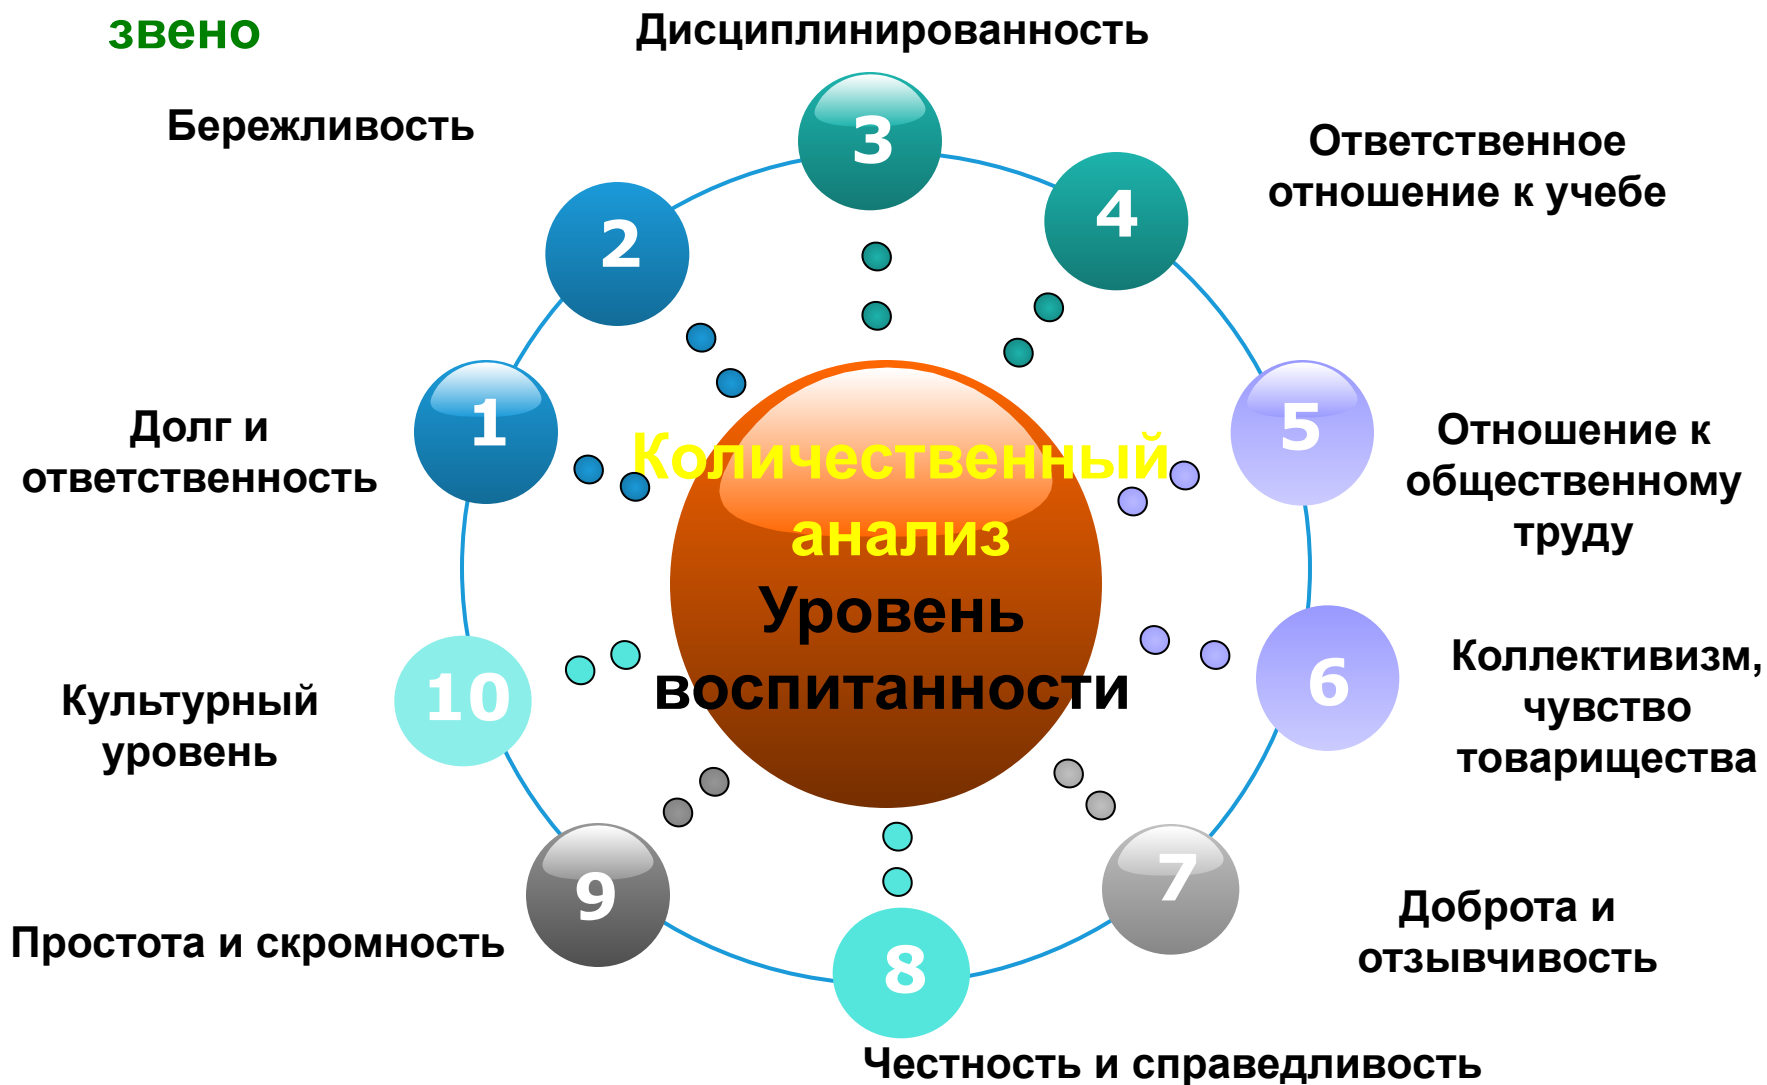 звено
Дисциплинированность
Бережливость
3
Ответственное
отношение к учебе
4
2
1
Долг и
ответственность
5
Отношение к
общественному
труду
Количественный
анализ
Уровень
воспитанности
10
Культурный
уровень
6
Коллективизм,
чувство
товарищества
9
Простота и скромность
7
Доброта и
отзывчивость
8
Честность и справедливость